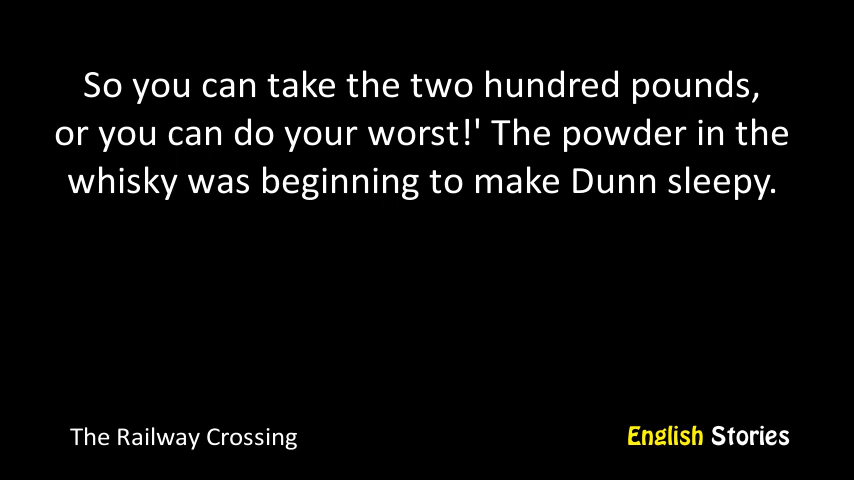 So you can take the two hundred pounds,
or you can do your worst!' The powder in the
whisky was beginning to make Dunn sleepy.
The Railway Crossing
English Stories